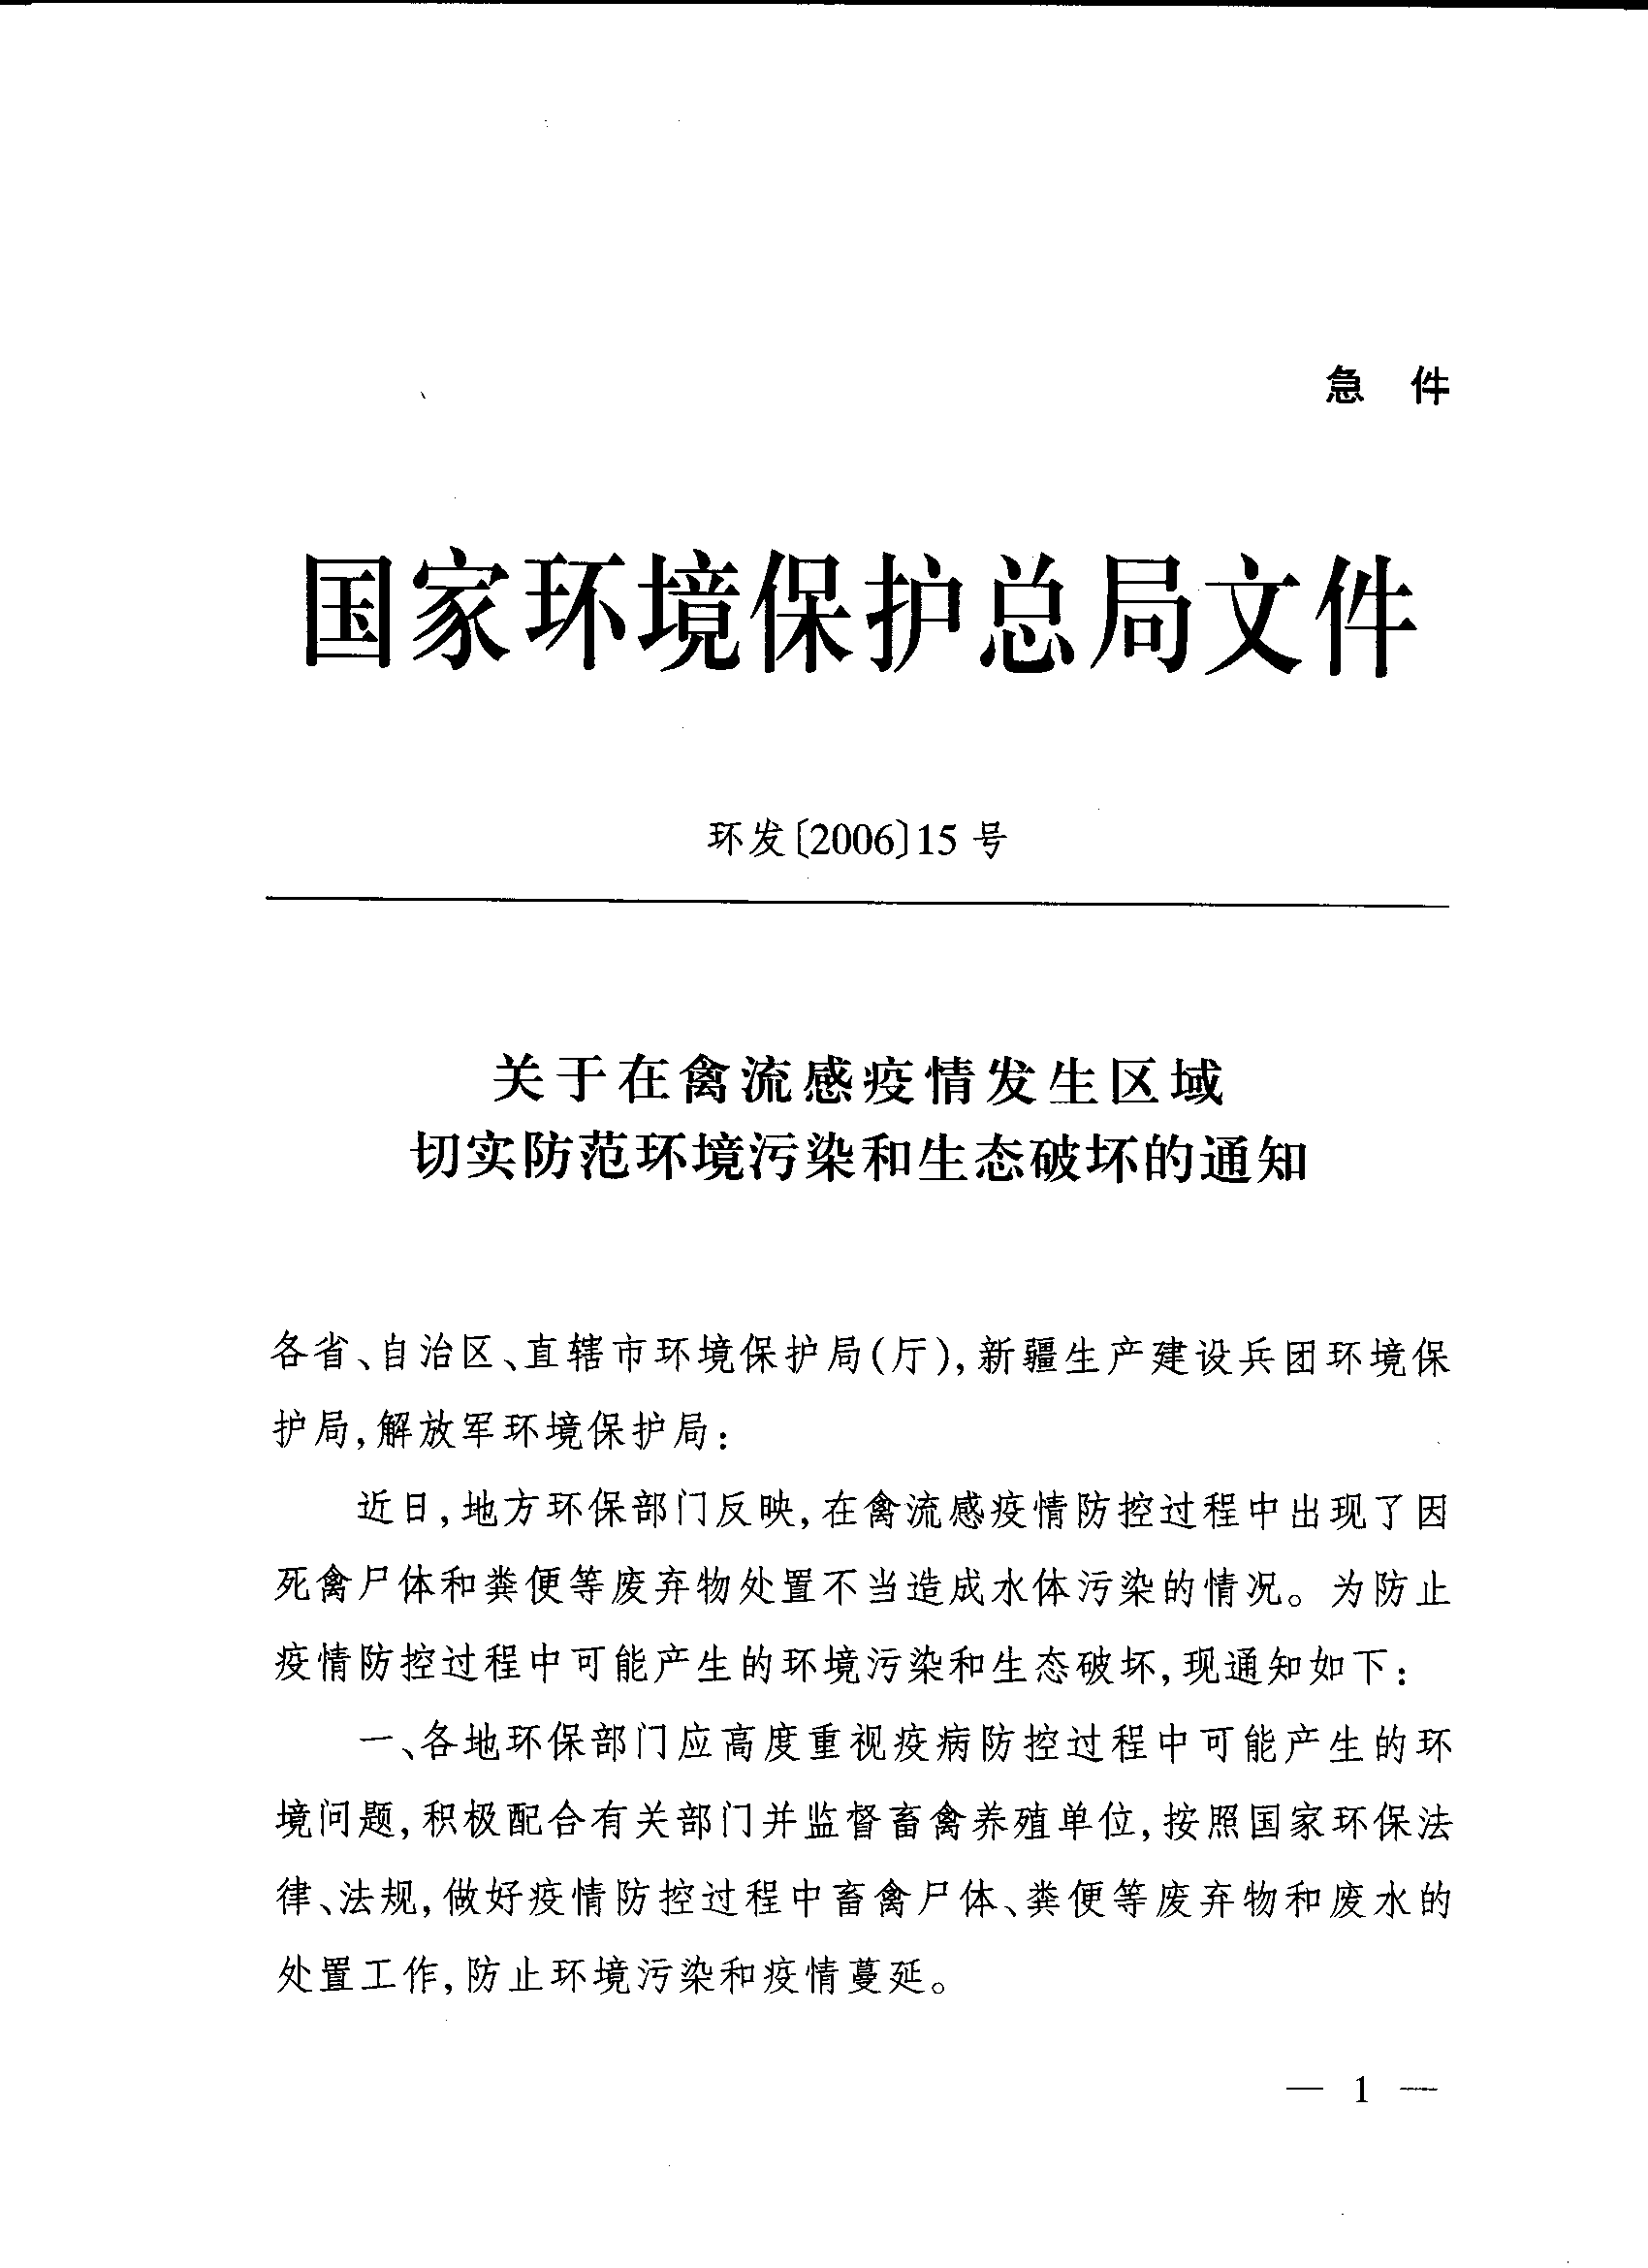 急 件
国家环境保护总局文件
环发〔2006〕15 号
关于在禽流感疫情发生区域
切实防范环境污染和生态破坏的通知
各省、自治区、直辖市环境保护局(厅),新疆生产建设兵团环境保
护局,解放军环境保护局:
近日,地方环保部门反映,在禽流感疫情防控过程中出现了因
死禽尸体和粪便等废弃物处置不当造成水体污染的情况。为防止
疫情防控过程中可能产生的环境污染和生态破坏,现通知如下:
一、各地环保部门应高度重视疫病防控过程中可能产生的环
境问题,积极配合有关部门并监督畜禽养殖单位,按照国家环保法
律、法规,做好疫情防控过程中畜禽尸体、粪便等废弃物和废水的
处置工作,防止环境污染和疫情蔓延。
— 1 —